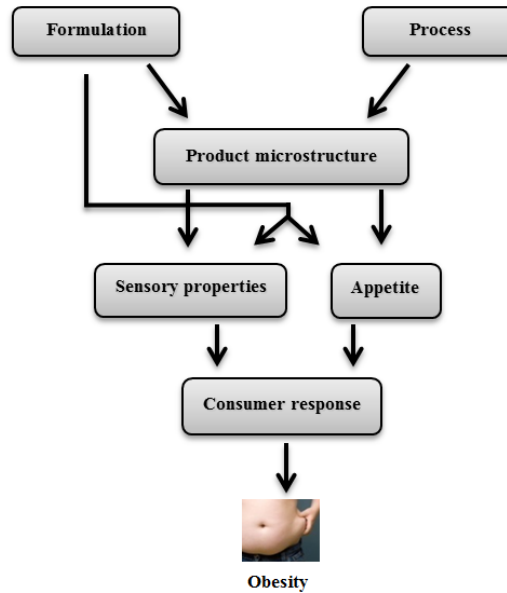 Formulation
Process
Product microstructure
Sensory properties
Appetite
Consumer response
Obesity